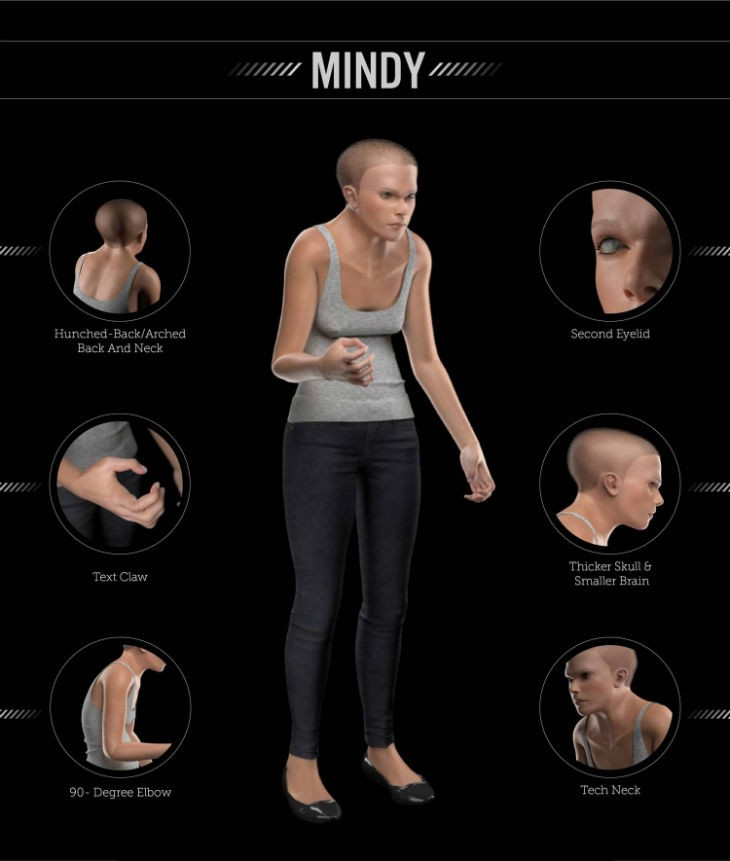 MINDY
Hunched-Back/Arched
Back And Neck
Second Eyelid
Text Claw
Thicker Skull &
Smaller Brain
90- Degree Elbow
Tech Neck